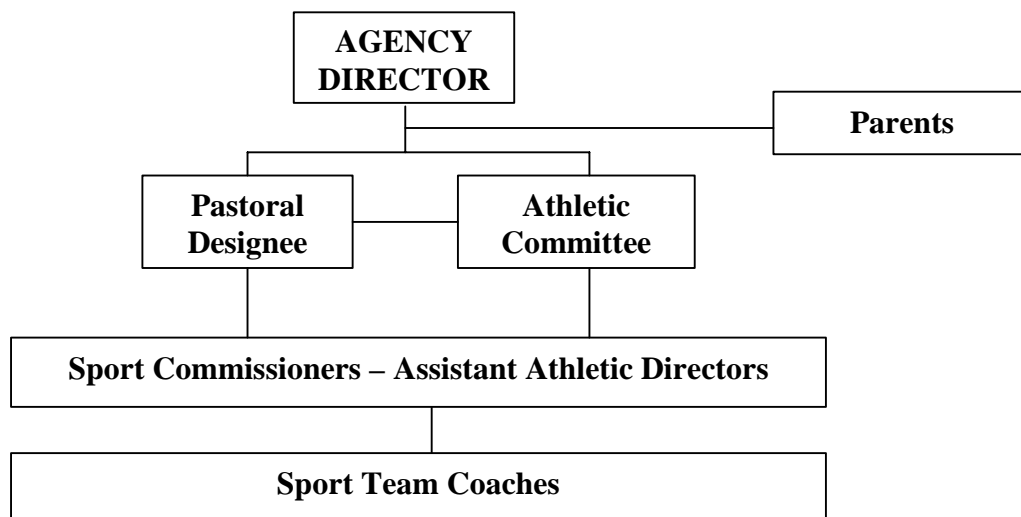 AGENCY
DIRECTOR
Parents
Pastoral
Designee
Athletic
Committee
Sport Commissioners – Assistant Athletic Directors
Sport Team Coaches